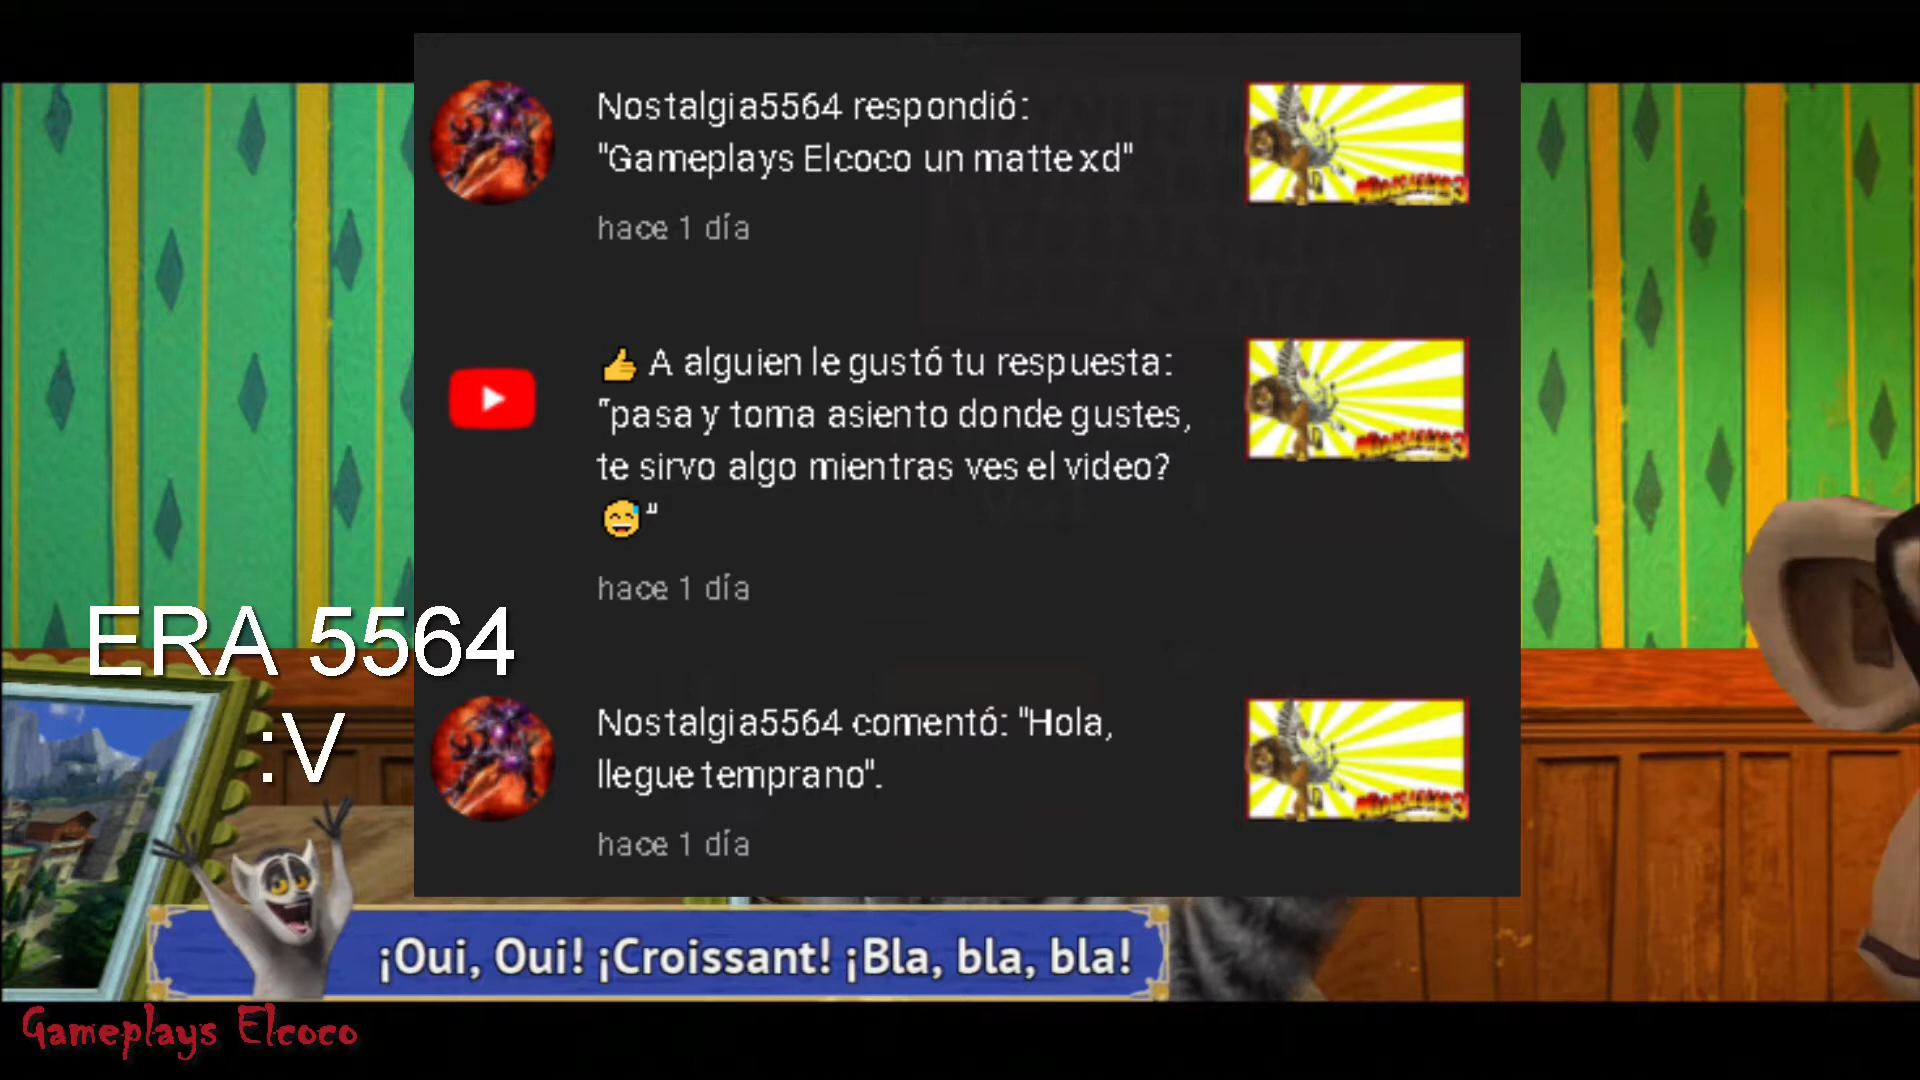 Nostalgia5564 respondió:
"Gameplays Elcoco un matte xd"
hace 1 día
👍 A alguien le gustó tu respuesta:
"pasa y toma asiento donde gustes,
te sirvo algo mientras ves el video?
😅"
hace 1 día
ERA 5564
:V
Nostalgia5564 comentó: "Hola,
llegue temprano".
hace 1 día
¡Oui, Oui! ¡Croissant! ¡Bla, bla, bla!
Gameplays Elcoco